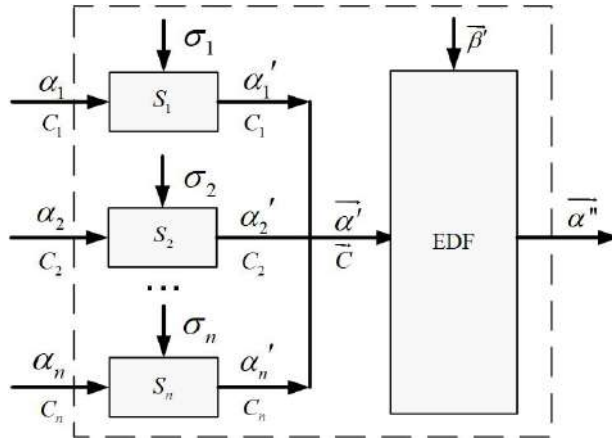 σ₁ β⃗′
α₁ S₁ α₁′
C₁ C₁
σ₂
α₂ S₂ α₂′ α⃗′ EDF α⃗″
C₂ C₂ C⃗
...
σₙ
αₙ Sₙ αₙ′
Cₙ Cₙ